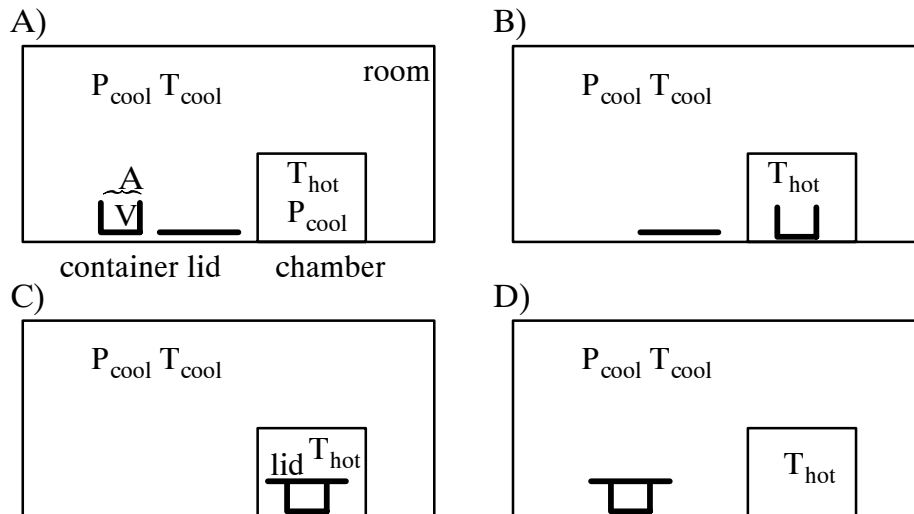 A)
room
P_cool T_cool
A
V
T_hot
P_cool
container lid chamber
B)
P_cool T_cool
T_hot
C)
P_cool T_cool
lid T_hot
D)
P_cool T_cool
T_hot